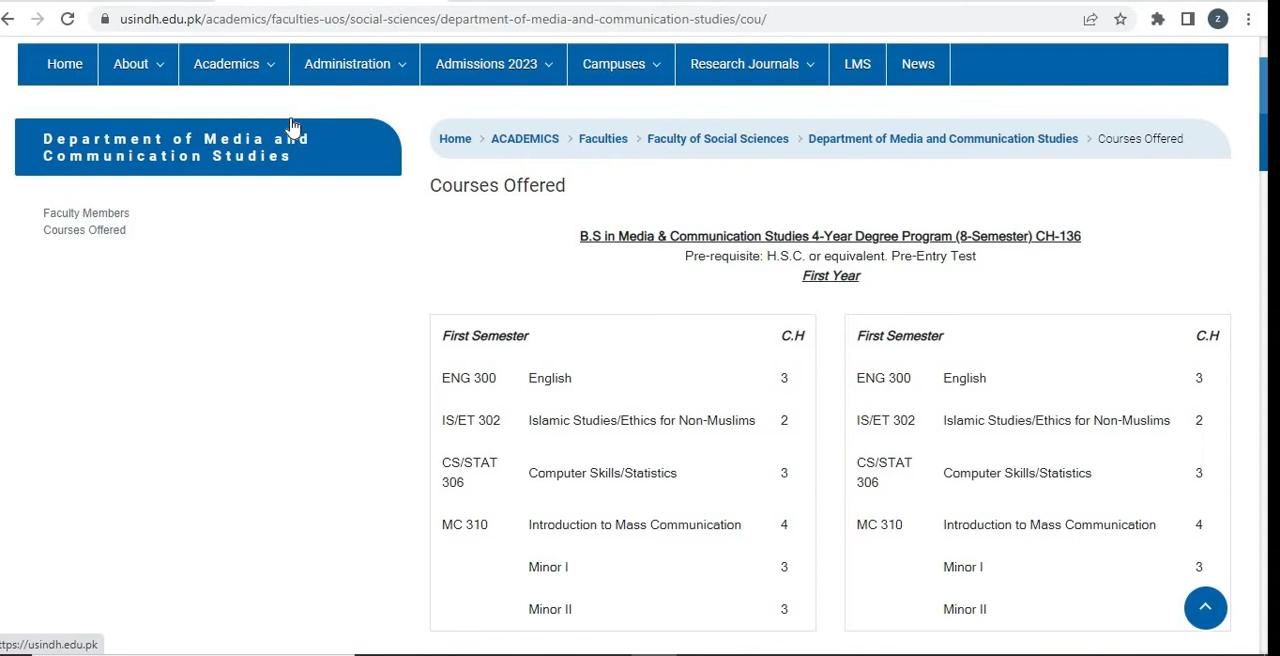 usindh.edu.pk/academics/faculties-uos/social-sciences/department-of-media-and-communication-studies/cou/
Z
Home About Academics Administration Admissions 2023 Campuses Research Journals LMS News
Department of Media and
Communication Studies
Home > ACADEMICS > Faculties > Faculty of Social Sciences > Department of Media and Communication Studies > Courses Offered
Faculty Members
Courses Offered
Courses Offered
B.S in Media & Communication Studies 4-Year Degree Program (8-Semester) CH-136
Pre-requisite: H.S.C. or equivalent. Pre-Entry Test
First Year
First Semester C.H
ENG 300 English 3
IS/ET 302 Islamic Studies/Ethics for Non-Muslims 2
CS/STAT
306 Computer Skills/Statistics 3
MC 310 Introduction to Mass Communication 4
Minor I 3
Minor II 3
First Semester C.H
ENG 300 English 3
IS/ET 302 Islamic Studies/Ethics for Non-Muslims 2
CS/STAT
306 Computer Skills/Statistics 3
MC 310 Introduction to Mass Communication 4
Minor I 3
Minor II
ttps://usindh.edu.pk